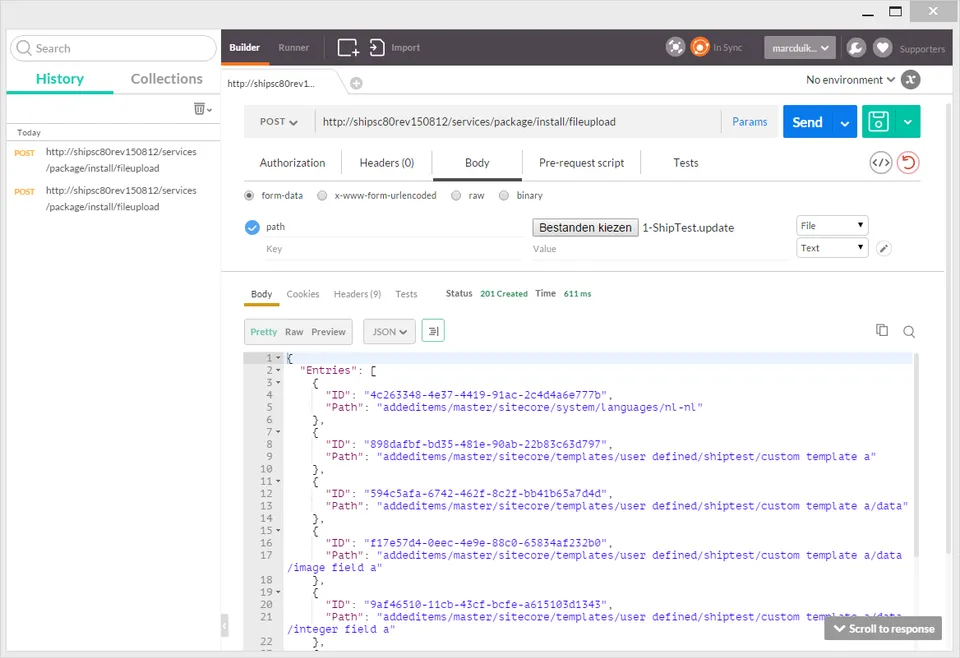 Search
History
Collections
Today
POST http://shipsc80rev150812/services
/package/install/fileupload
POST http://shipsc80rev150812/services
/package/install/fileupload
Builder Runner Import In Sync marcduik... Supporters
http://shipsc80rev1... No environment
POST http://shipsc80rev150812/services/package/install/fileupload Params Send
Authorization Headers (0) Body Pre-request script Tests
form-data x-www-form-urlencoded raw binary
path Bestanden kiezen 1-ShipTest.update File
Key Value Text
Body Cookies Headers (9) Tests Status 201 Created Time 611 ms
Pretty Raw Preview JSON
1 {
2 "Entries": [
3 {
4 "ID": "4c263348-4e37-4419-91ac-2c4d4a6e777b",
5 "Path": "addeditems/master/sitecore/system/languages/nl-nl"
6 },
7 {
8 "ID": "898dafbf-bd35-481e-90ab-22b83c63d797",
9 "Path": "addeditems/master/sitecore/templates/user defined/shiptest/custom template a"
10 },
11 {
12 "ID": "594c5afa-6742-462f-8c2f-bb41b65a7d4d",
13 "Path": "addeditems/master/sitecore/templates/user defined/shiptest/custom template a/data"
14 },
15 {
16 "ID": "f17e57d4-0eec-4e9e-88c0-65834af232b0",
17 "Path": "addeditems/master/sitecore/templates/user defined/shiptest/custom template a/data
/image field a"
18 },
19 {
20 "ID": "9af46510-11cb-43cf-bcfe-a615103d1343",
21 "Path": "addeditems/master/sitecore/templates/user defined/shiptest/custom template a/data
/integer field a"
22 },
Scroll to response